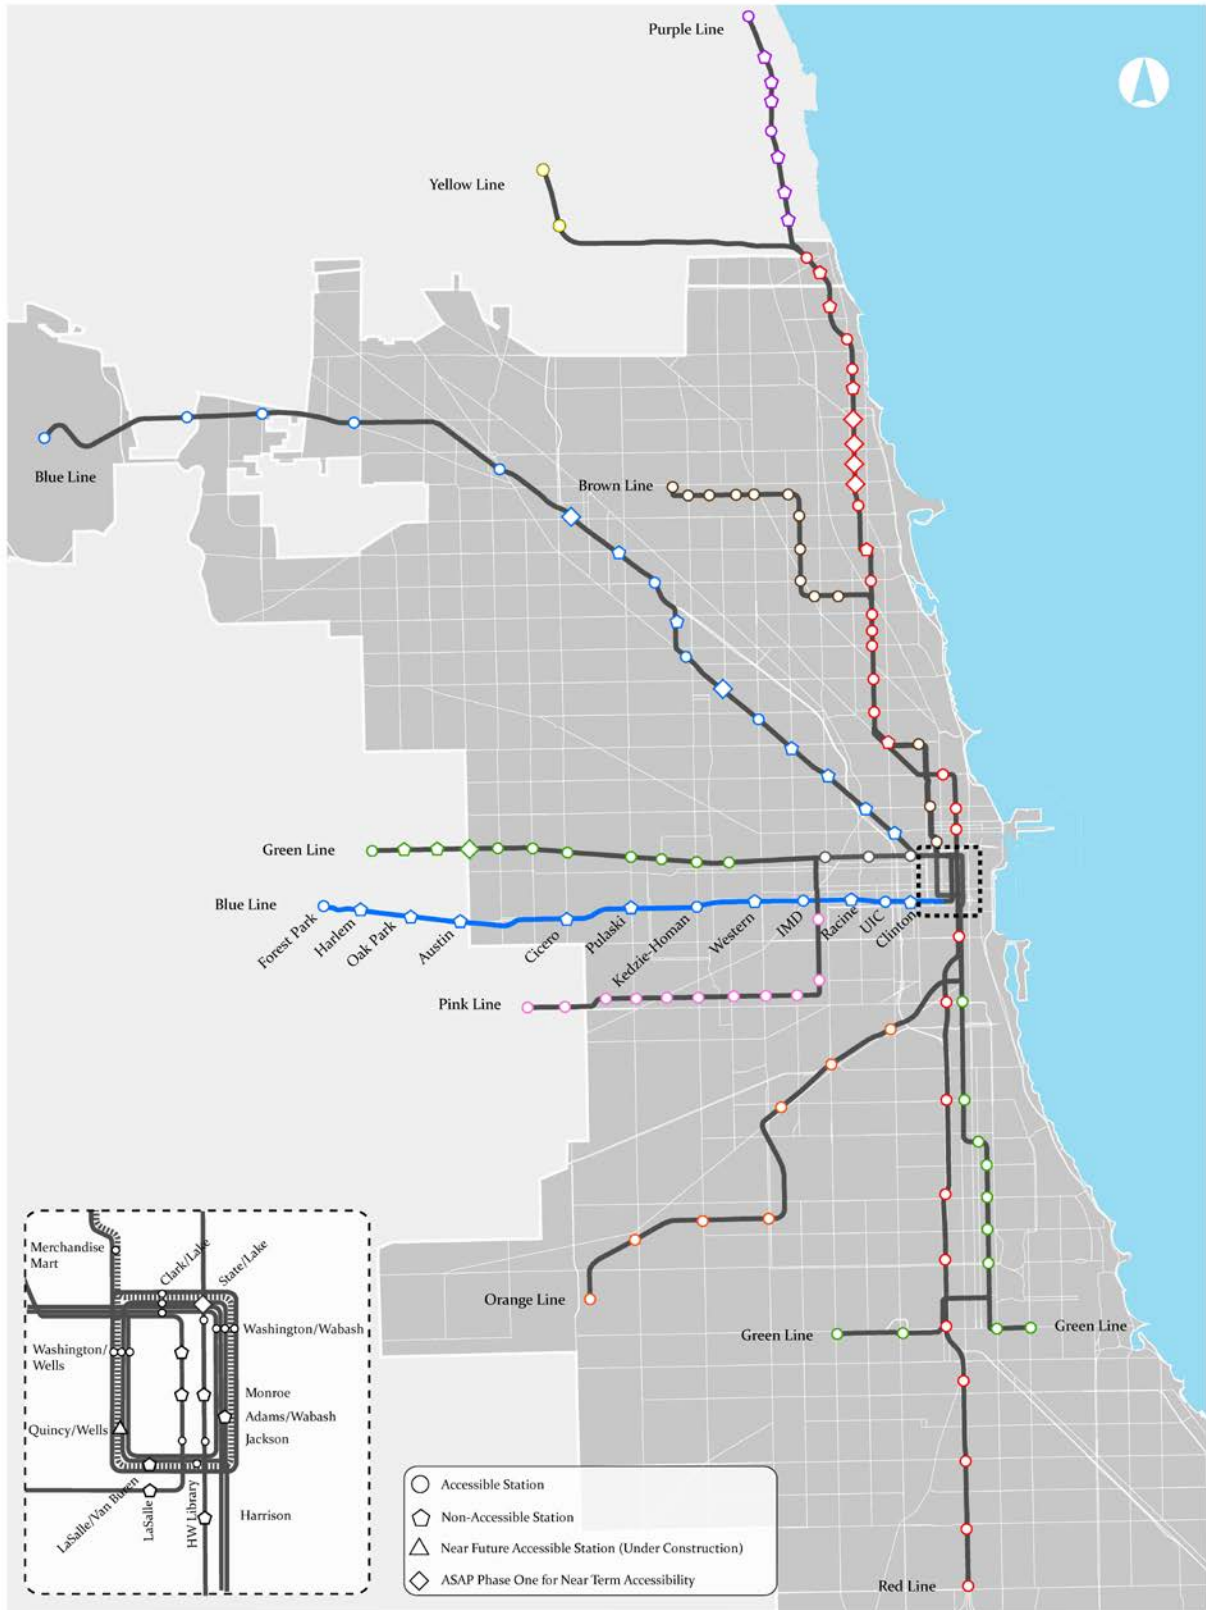 Purple Line
Yellow Line
Blue Line
Brown Line
Green Line
Blue Line
Forest Park
Harlem
Oak Park
Austin
Cicero
Pulaski
Kedzie-Homan
Western
IMD
Racine
UIC
Clinton
Pink Line
Orange Line
Green Line
Green Line
Red Line
Merchandise
Mart
Clark/Lake
State/Lake
Washington/Wabash
Washington/
Wells
Monroe
Adams/Wabash
Quincy/Wells
Jackson
LaSalle/Van Buren
LaSalle
HW Library
Harrison
Accessible Station
Non-Accessible Station
Near Future Accessible Station (Under Construction)
ASAP Phase One for Near Term Accessibility